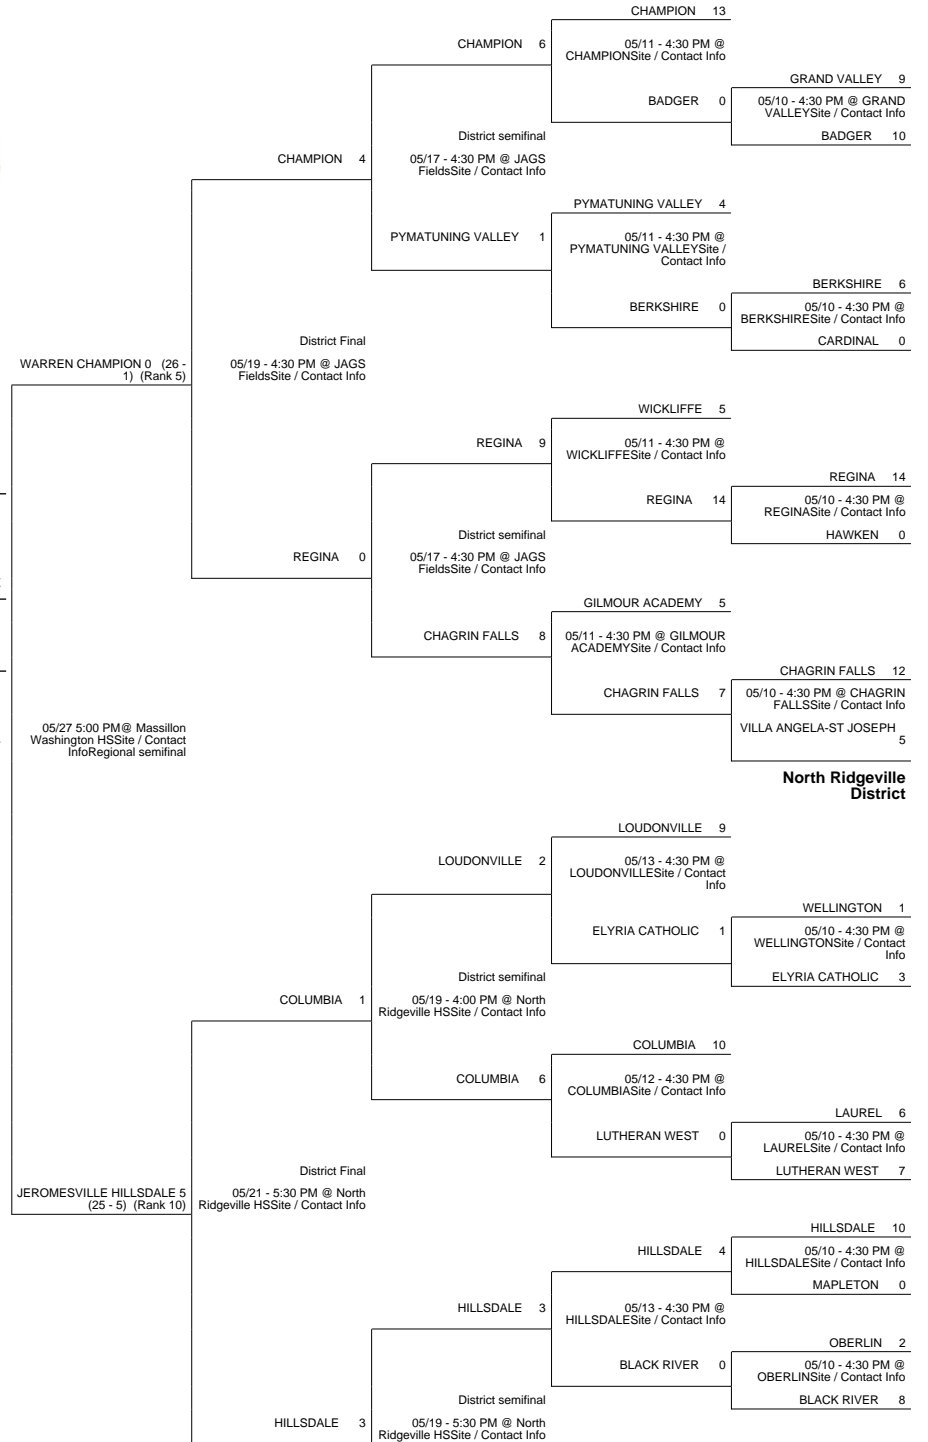 CHAMPION 13
CHAMPION 6
05/11 - 4:30 PM @
CHAMPIONSite / Contact Info
GRAND VALLEY 9
BADGER 0
05/10 - 4:30 PM @ GRAND
VALLEYSite / Contact Info
BADGER 10
District semifinal
CHAMPION 4
05/17 - 4:30 PM @ JAGS
FieldsSite / Contact Info
PYMATUNING VALLEY 4
PYMATUNING VALLEY 1
05/11 - 4:30 PM @
PYMATUNING VALLEYSite /
Contact Info
BERKSHIRE 6
BERKSHIRE 0
05/10 - 4:30 PM @
BERKSHIRESite / Contact Info
CARDINAL 0
District Final
WARREN CHAMPION 0 (26 -
1) (Rank 5)
05/19 - 4:30 PM @ JAGS
FieldsSite / Contact Info
WICKLIFFE 5
REGINA 9
05/11 - 4:30 PM @
WICKLIFFESite / Contact Info
REGINA 14
REGINA 14
05/10 - 4:30 PM @
REGINASite / Contact Info
HAWKEN 0
District semifinal
REGINA 0
05/17 - 4:30 PM @ JAGS
FieldsSite / Contact Info
GILMOUR ACADEMY 5
CHAGRIN FALLS 8
05/11 - 4:30 PM @ GILMOUR
ACADEMYSite / Contact Info
CHAGRIN FALLS 12
CHAGRIN FALLS 7
05/10 - 4:30 PM @ CHAGRIN
FALLSSite / Contact Info
VILLA ANGELA-ST JOSEPH
5
05/27 5:00 PM@ Massillon
Washington HSSite / Contact
InfoRegional semifinal
North Ridgeville
District
LOUDONVILLE 9
LOUDONVILLE 2
05/13 - 4:30 PM @
LOUDONVILLESite / Contact
Info
WELLINGTON 1
ELYRIA CATHOLIC 1
05/10 - 4:30 PM @
WELLINGTONSite / Contact
Info
ELYRIA CATHOLIC 3
District semifinal
COLUMBIA 1
05/19 - 4:00 PM @ North
Ridgeville HSSite / Contact Info
COLUMBIA 10
COLUMBIA 6
05/12 - 4:30 PM @
COLUMBIASite / Contact Info
LAUREL 6
LUTHERAN WEST 0
05/10 - 4:30 PM @
LAURELSite / Contact Info
LUTHERAN WEST 7
District Final
JEROMESVILLE HILLSDALE 5
(25 - 5) (Rank 10)
05/21 - 5:30 PM @ North
Ridgeville HSSite / Contact Info
HILLSDALE 10
HILLSDALE 4
05/10 - 4:30 PM @
HILLSDALESite / Contact Info
MAPLETON 0
HILLSDALE 3
05/13 - 4:30 PM @
HILLSDALESite / Contact Info
OBERLIN 2
BLACK RIVER 0
05/10 - 4:30 PM @
OBERLINSite / Contact Info
BLACK RIVER 8
District semifinal
HILLSDALE 3
05/19 - 5:30 PM @ North
Ridgeville HSSite / Contact Info